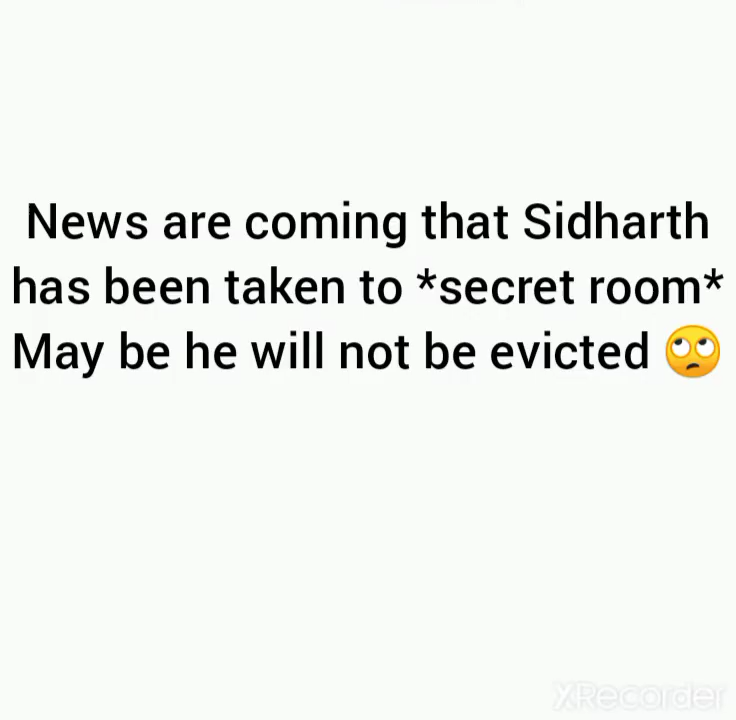 News are coming that Sidharth
has been taken to *secret room*
May be he will not be evicted 🙄
XRecorder